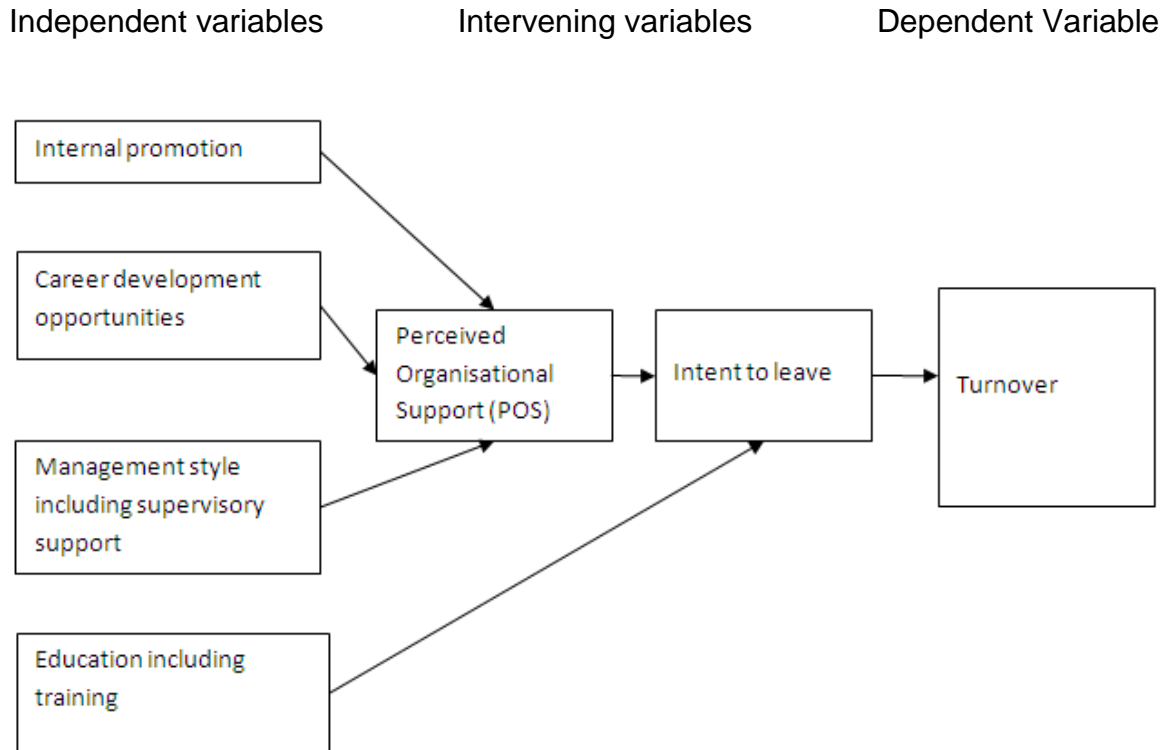 Independent variables
Intervening variables
Dependent Variable
Internal promotion
Career development
opportunities
Management style
including supervisory
support
Education including
training
Perceived
Organisational
Support (POS)
Intent to leave
Turnover